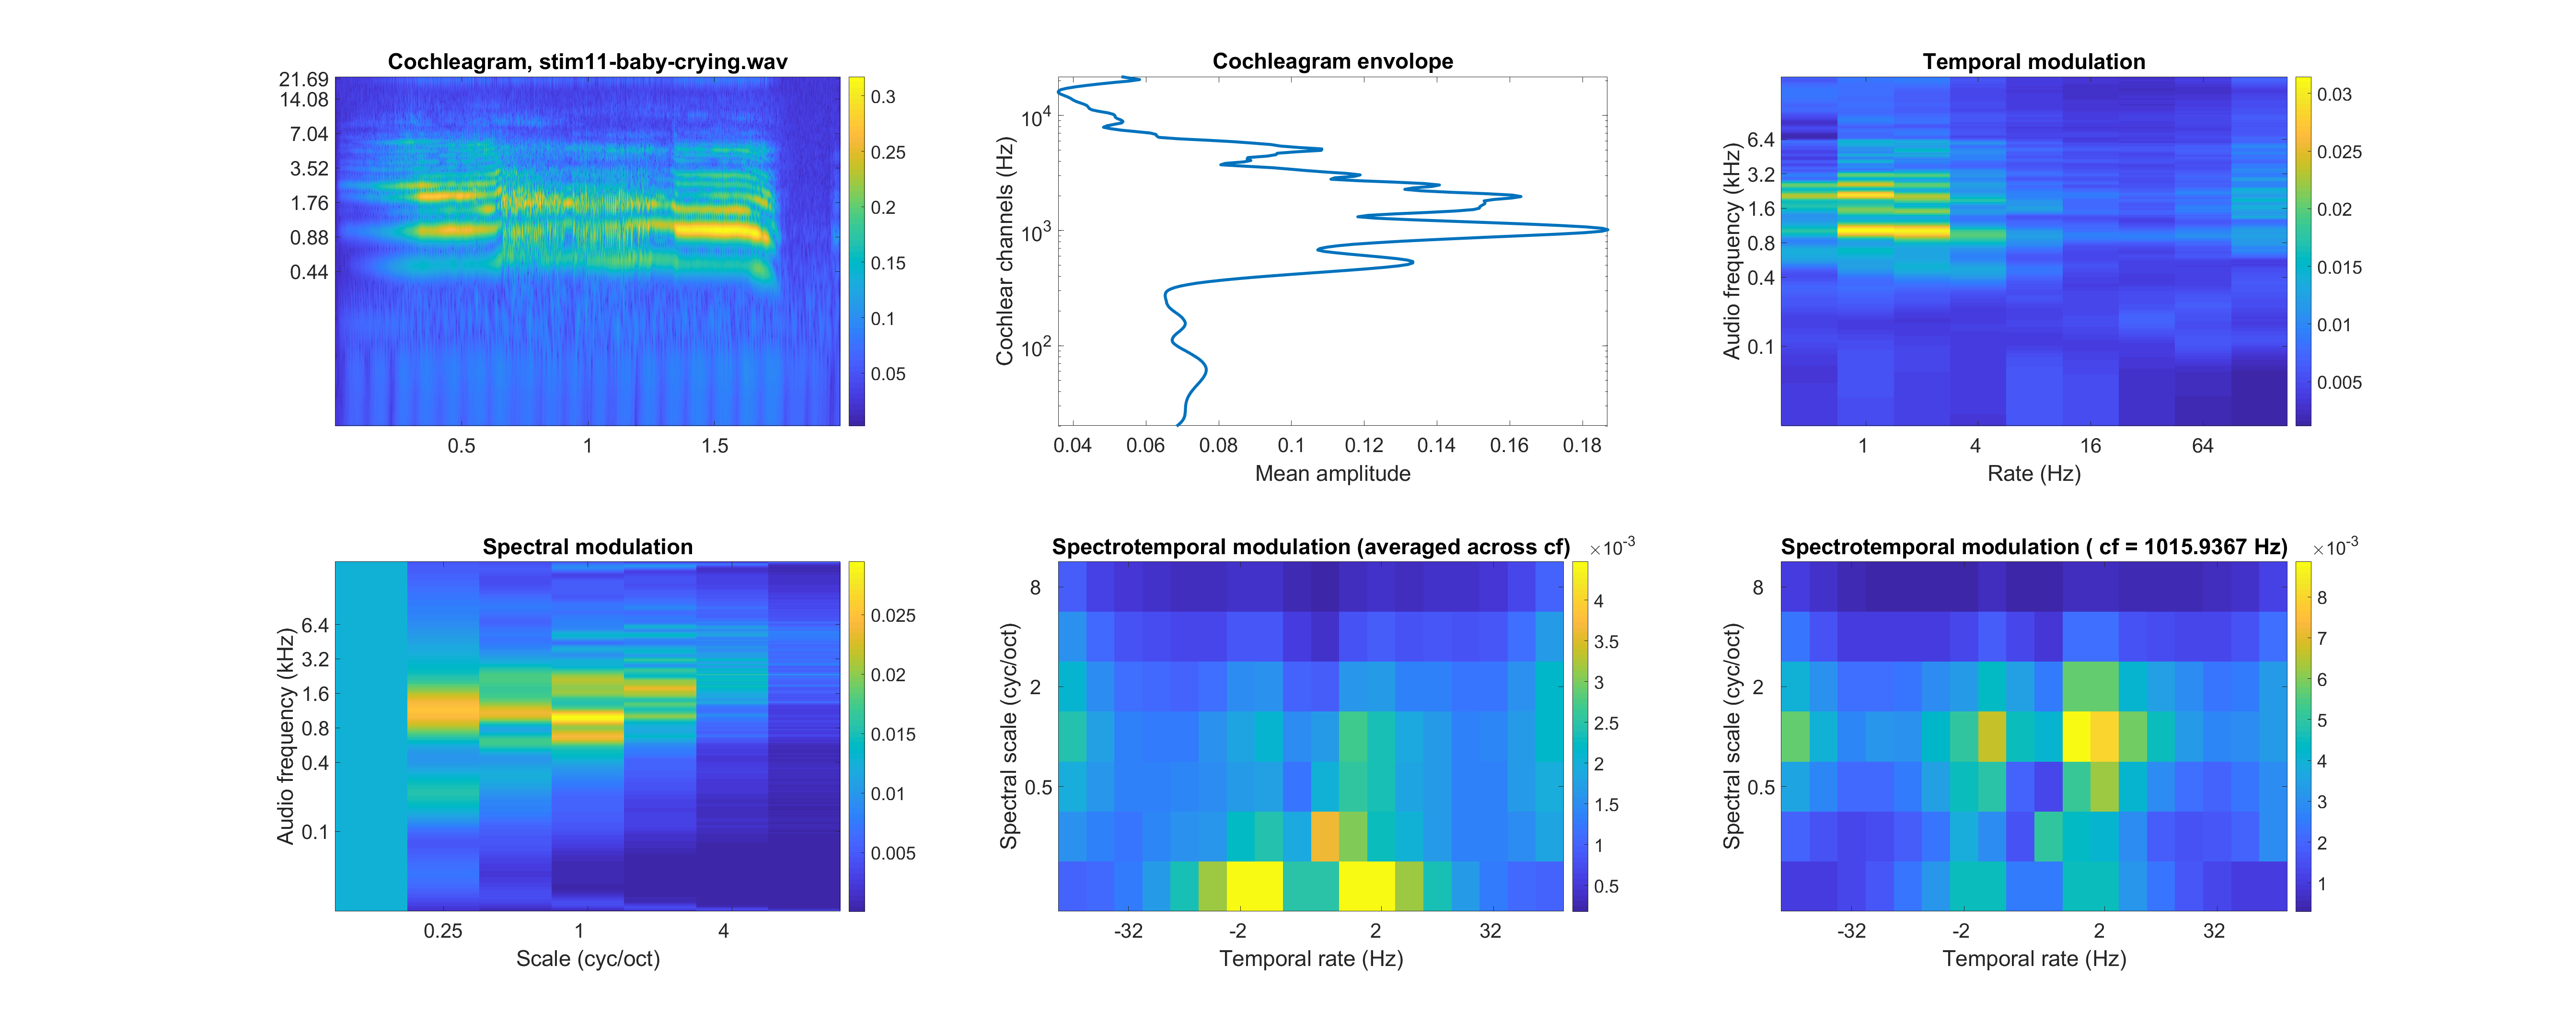 Cochleagram, stim11-baby-crying.wav
21.69
14.08
7.04
3.52
1.76
0.88
0.44
0.5 1 1.5
0.3
0.25
0.2
0.15
0.1
0.05
Cochleagram envolope
Cochlear channels (Hz)
10^4
10^3
10^2
0.04 0.06 0.08 0.1 0.12 0.14 0.16 0.18
Mean amplitude
Temporal modulation
Audio frequency (kHz)
6.4
3.2
1.6
0.8
0.4
0.1
1 4 16 64
Rate (Hz)
0.03
0.025
0.02
0.015
0.01
0.005
Spectral modulation
Audio frequency (kHz)
6.4
3.2
1.6
0.8
0.4
0.1
0.25 1 4
Scale (cyc/oct)
0.025
0.02
0.015
0.01
0.005
Spectrotemporal modulation (averaged across cf)
Spectral scale (cyc/oct)
8
2
0.5
-32 -2 2 32
Temporal rate (Hz)
×10^-3
4
3.5
3
2.5
2
1.5
1
0.5
Spectrotemporal modulation ( cf = 1015.9367 Hz)
Spectral scale (cyc/oct)
8
2
0.5
-32 -2 2 32
Temporal rate (Hz)
×10^-3
8
7
6
5
4
3
2
1